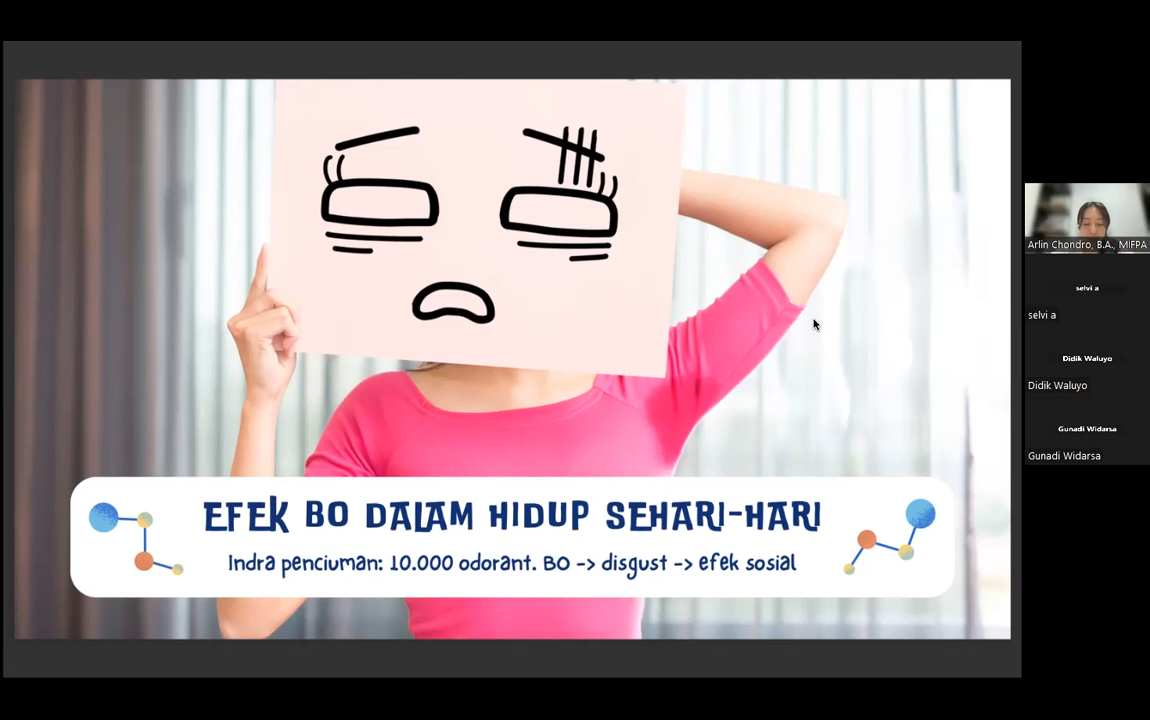 EFEK BO DALAM HIDUP SEHARI-HARI
Indra penciuman: 10.000 odorant. BO -> disgust -> efek sosial
Arlin Chondro, B.A., MIFPA
selvi a
selvi a
Didik Waluyo
Didik Waluyo
Gunadi Widarsa
Gunadi Widarsa